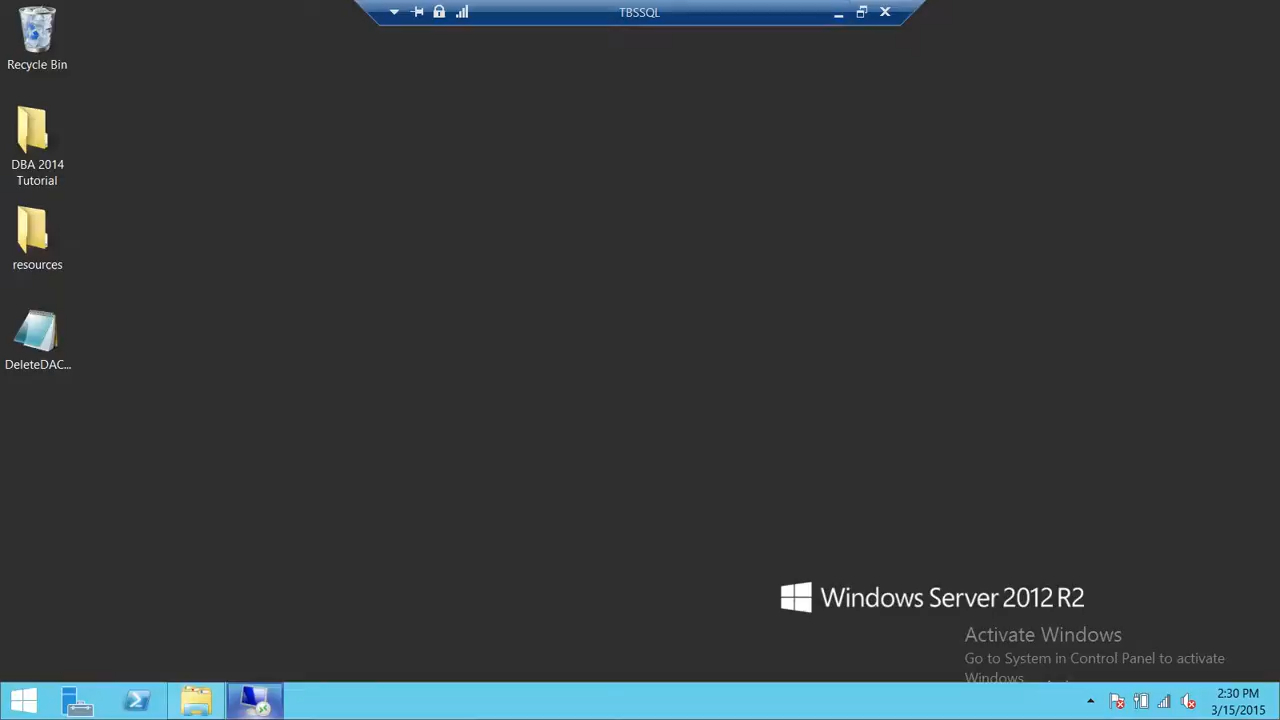 TBSSQL
Recycle Bin
DBA 2014
Tutorial
resources
DeleteDAC...
Windows Server 2012 R2
Activate Windows
Go to System in Control Panel to activate
Windows.
2:30 PM
3/15/2015